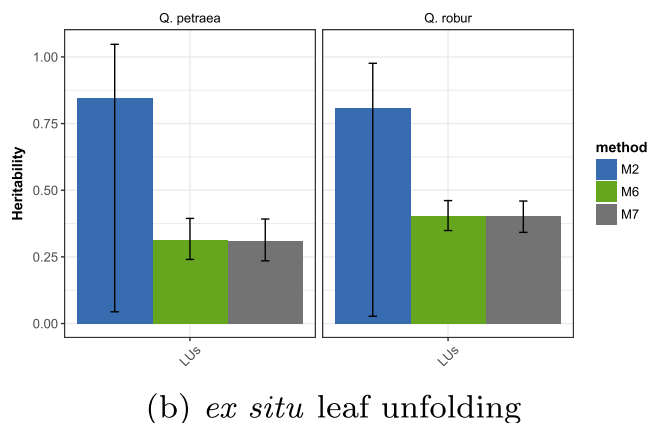 Q. petraea
Q. robur
Heritability
1.00
0.75
0.50
0.25
0.00
LUs
LUs
method
M2
M6
M7
(b) ex situ leaf unfolding